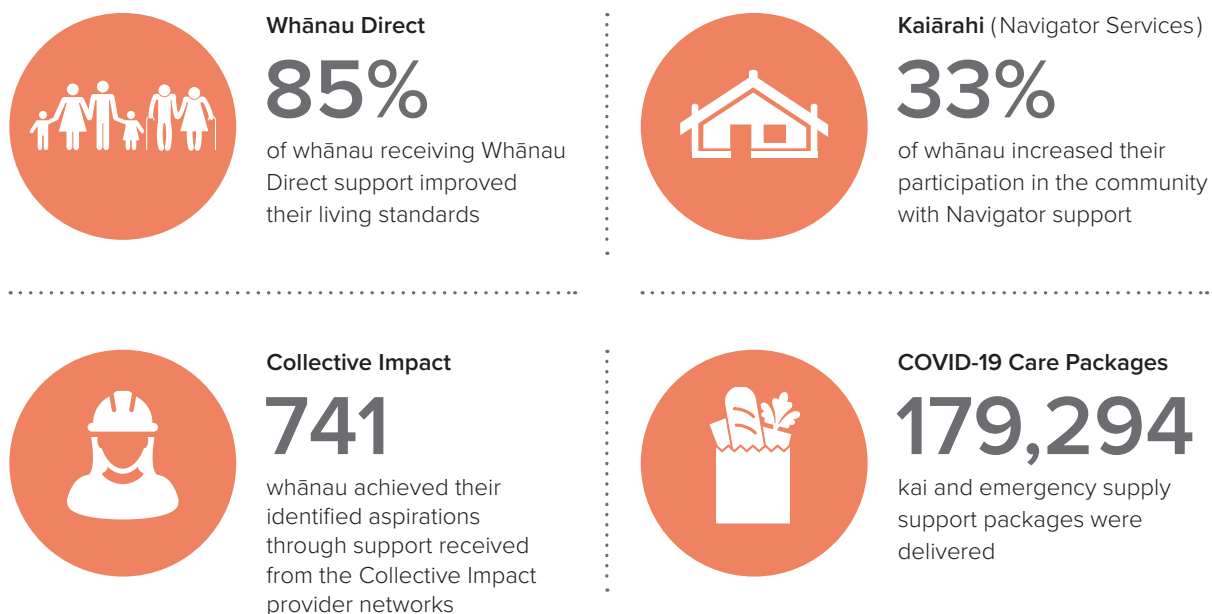 Whānau Direct
85%
of whānau receiving Whānau
Direct support improved
their living standards
Kaiārahi (Navigator Services)
33%
of whānau increased their
participation in the community
with Navigator support
Collective Impact
741
whānau achieved their
identified aspirations
through support received
from the Collective Impact
provider networks
COVID-19 Care Packages
179,294
kai and emergency supply
support packages were
delivered